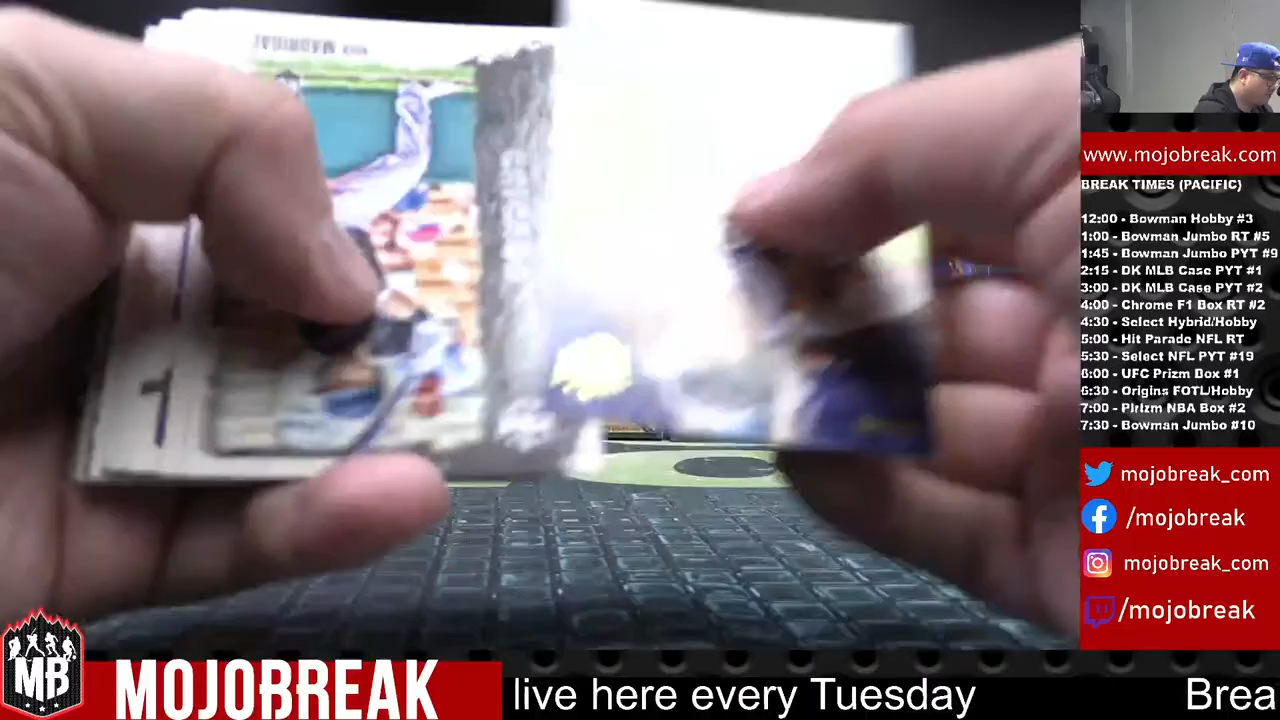 www.mojobreak.com
BREAK TIMES (PACIFIC)
12:00 - Bowman Hobby #3
1:00 - Bowman Jumbo RT #5
1:45 - Bowman Jumbo PYT #9
2:15 - DK MLB Case PYT #1
3:00 - DK MLB Case PYT #2
4:00 - Chrome F1 Box RT #2
4:30 - Select Hybrid/Hobby
5:00 - Hit Parade NFL RT
5:30 - Select NFL PYT #19
6:00 - UFC Prizm Box #1
6:30 - Origins FOTL/Hobby
7:00 - Pirizm NBA Box #2
7:30 - Bowman Jumbo #10
mojobreak_com
/mojobreak
mojobreak_com
/mojobreak
MB
MOJOBREAK
live here every Tuesday
Brea